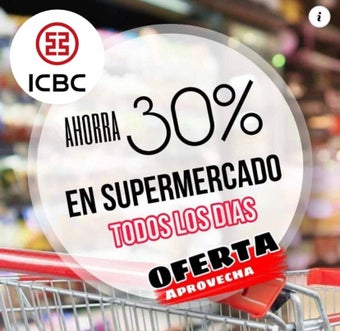 ICBC
AHORRA 30%
EN SUPERMERCADO
TODOS LOS DIAS
OFERTA
APROVECHA